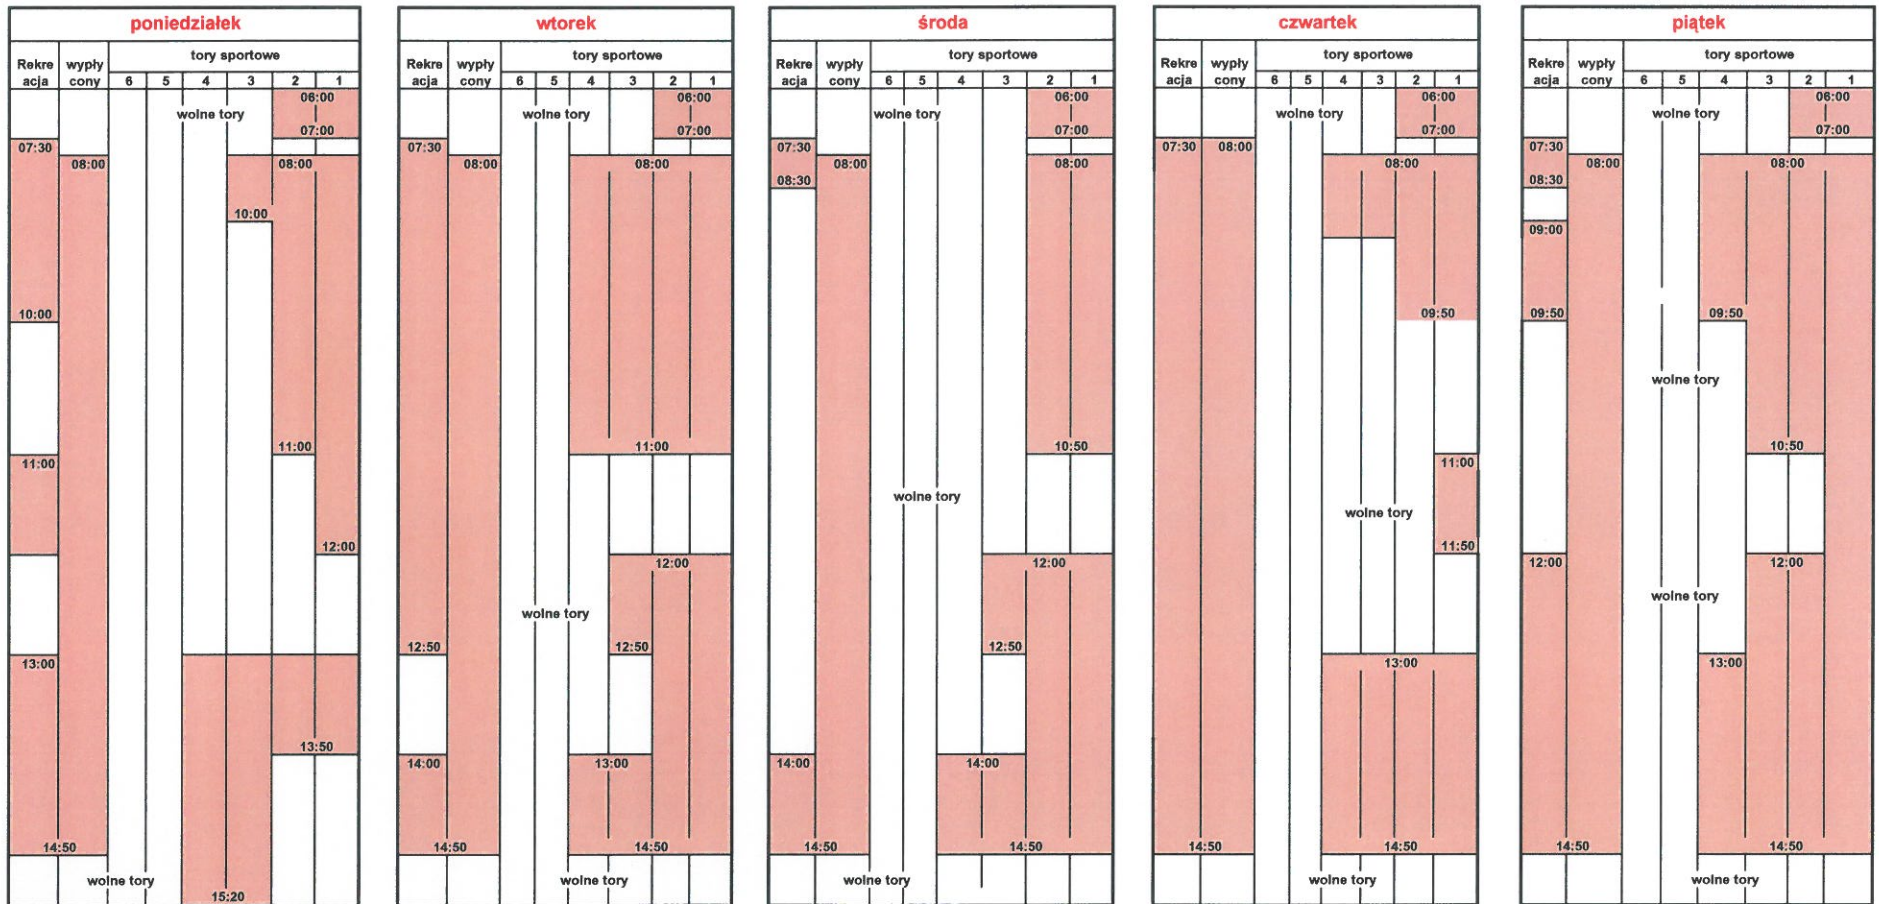 poniedziałek
tory sportowe
Rekre wypły
acja cony 6 5 4 3 2 1
06:00
wolne tory
07:00
07:30
08:00 08:00
10:00
10:00
11:00
11:00
12:00
13:00
13:50
14:50
wolne tory
15:20
wtorek
tory sportowe
Rekre wypły
acja cony 6 5 4 3 2 1
06:00
wolne tory
07:00
07:30
08:00 08:00
11:00
12:00
wolne tory
12:50 12:50
14:00 13:00
14:50 14:50
wolne tory
środa
tory sportowe
Rekre wypły
acja cony 6 5 4 3 2 1
06:00
wolne tory
07:00
07:30
08:00 08:00
08:30
10:50
wolne tory
12:00
12:50
14:00 14:00
14:50 14:50
wolne tory
czwartek
tory sportowe
Rekre wypły
acja cony 6 5 4 3 2 1
06:00
wolne tory
07:00
07:30 08:00
08:00
09:50
11:00
wolne tory
11:50
13:00
14:50 14:50
wolne tory
piątek
tory sportowe
Rekre wypły
acja cony 6 5 4 3 2 1
06:00
wolne tory
07:00
07:30
08:00 08:00
08:30
09:00
09:50 09:50
wolne tory
10:50
12:00 12:00
wolne tory
13:00
14:50 14:50
wolne tory